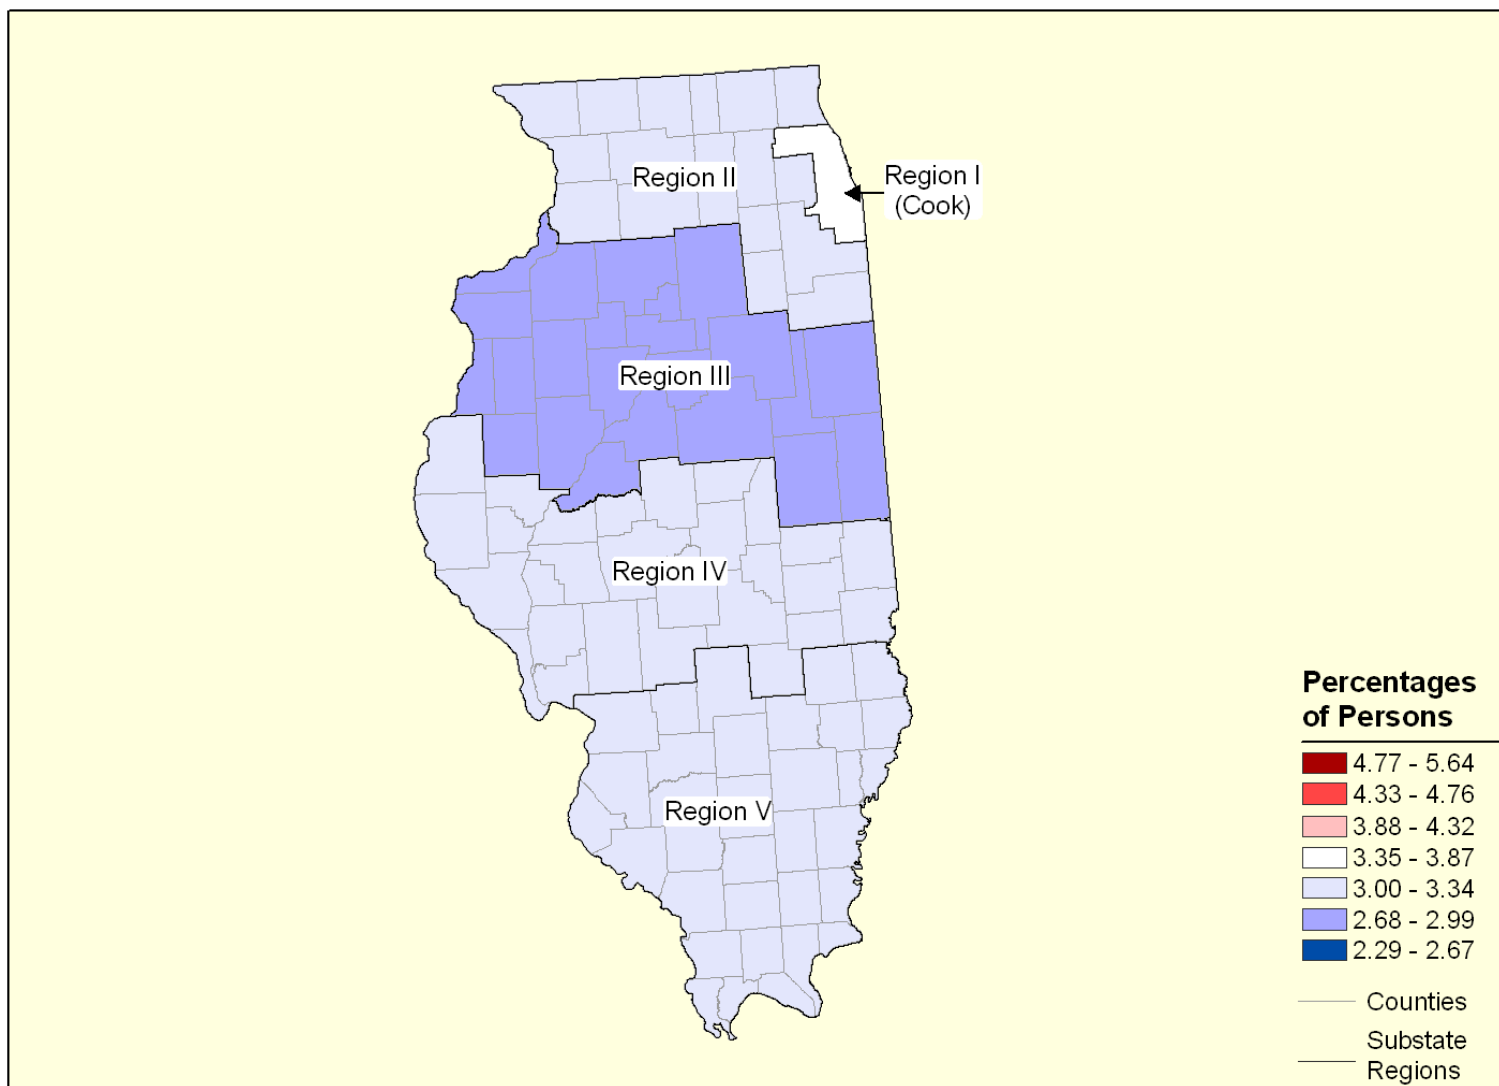 Region II
Region I
(Cook)
Region III
Region IV
Region V
Percentages
of Persons
4.77 - 5.64
4.33 - 4.76
3.88 - 4.32
3.35 - 3.87
3.00 - 3.34
2.68 - 2.99
2.29 - 2.67
Counties
Substate
Regions